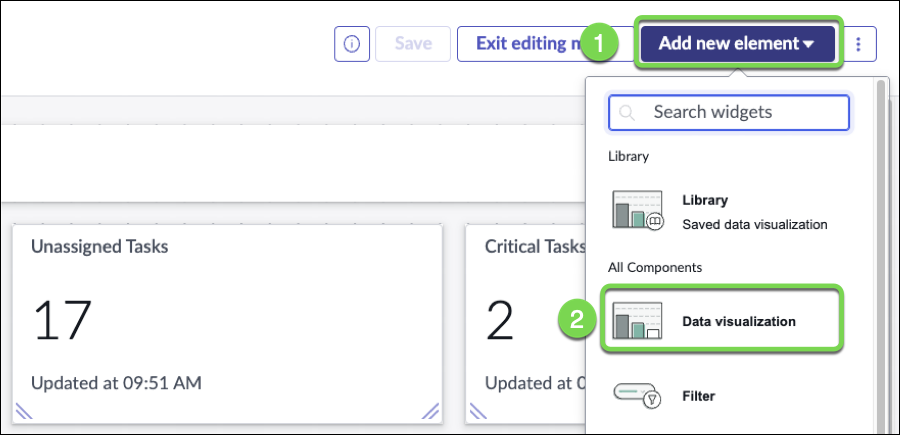 Save
Exit editing m
1
Add new element
Search widgets
Library
Library
Saved data visualization
Unassigned Tasks
Critical Tasks
All Components
17
2
2
Data visualization
Updated at 09:51 AM
Updated at 0
Filter